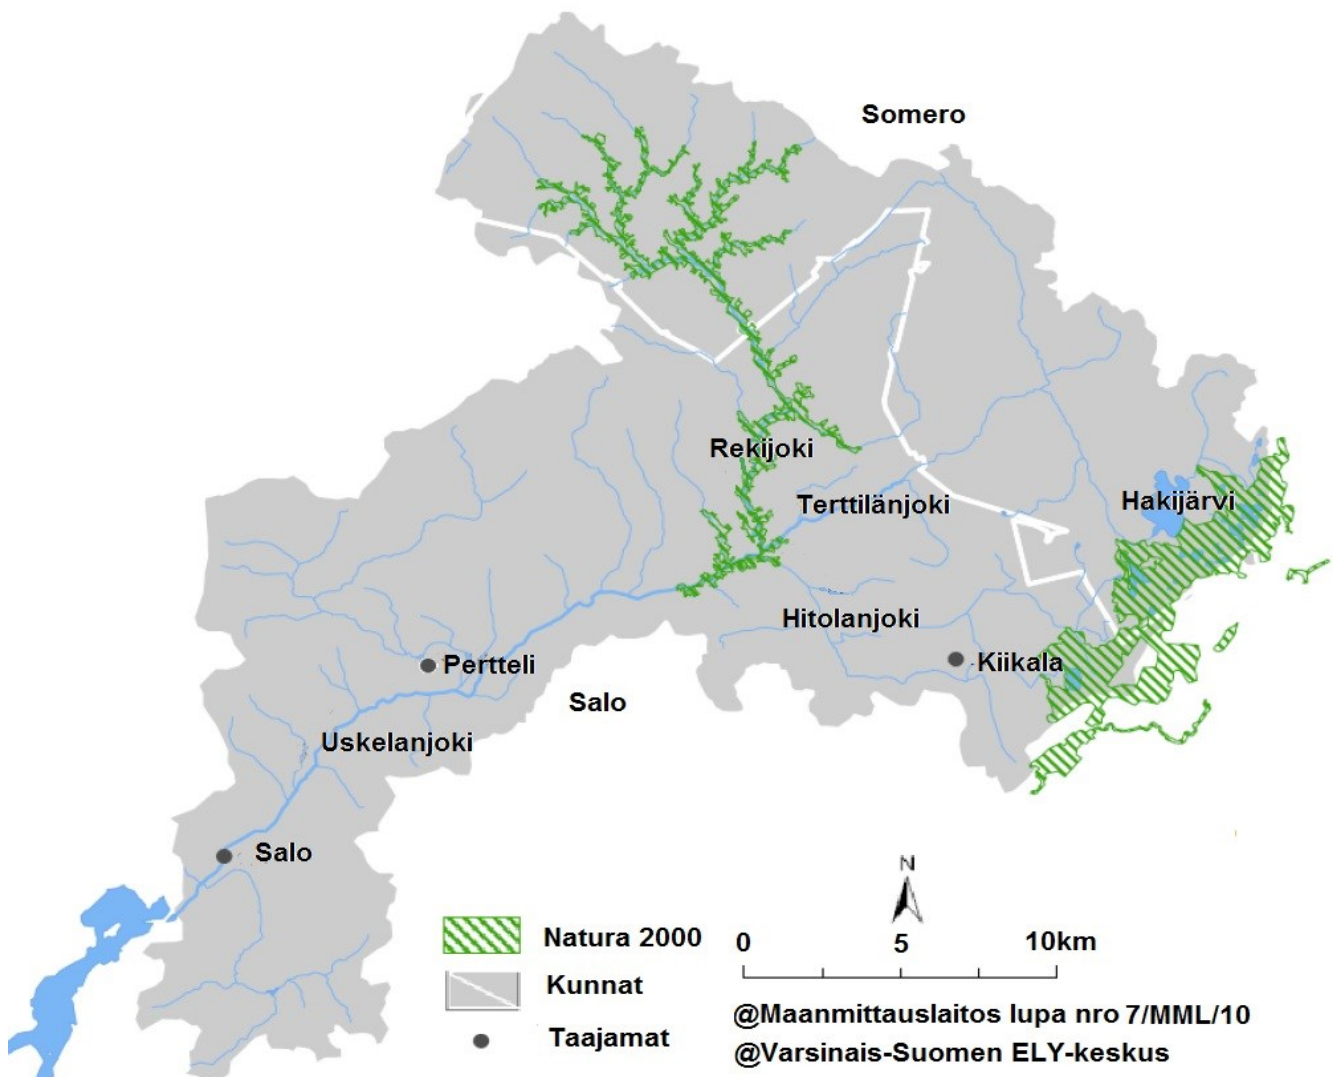 Somero
Rekijoki
Hakijärvi
Terttilänjoki
Hitolanjoki
Pertteli
Kiikala
Salo
Uskelanjoki
Salo
N
Natura 2000
0 5 10km
Kunnat
@Maanmittauslaitos lupa nro 7/MML/10
Taajamat
@Varsinais-Suomen ELY-keskus